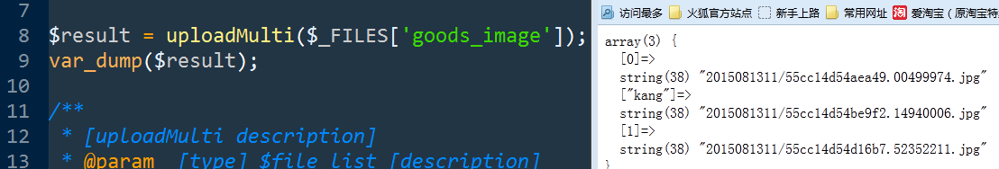 7
8 $result = uploadMulti($_FILES['goods_image']);
9 var_dump($result);
10
11 /**
12 * [uploadMulti description]
13 * @param [type] $file_list [description]
访问最多 火狐官方站点 新手上路 常用网址 淘 爱淘宝（原淘宝特
array(3) {
[0]=>
string(38) "2015081311/55cc14d54aea49.00499974.jpg"
["kang"]=>
string(38) "2015081311/55cc14d54be9f2.14940006.jpg"
[1]=>
string(38) "2015081311/55cc14d54d16b7.52352211.jpg"
}